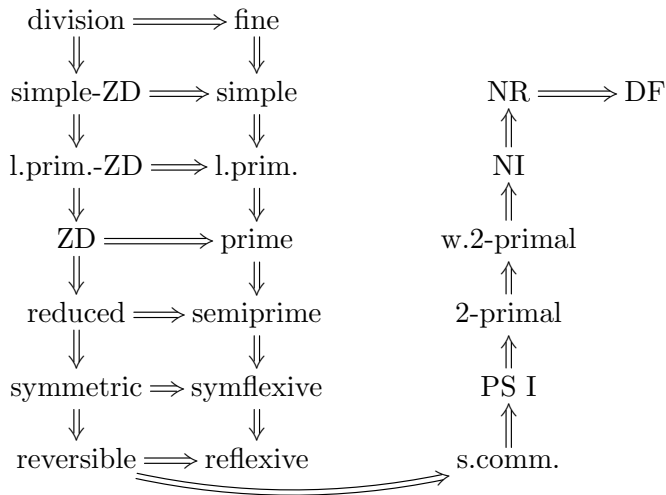 division fine
simple-ZD simple NR DF
l.prim.-ZD l.prim. NI
ZD prime w.2-primal
reduced semiprime 2-primal
symmetric symflexive PS I
reversible reflexive s.comm.